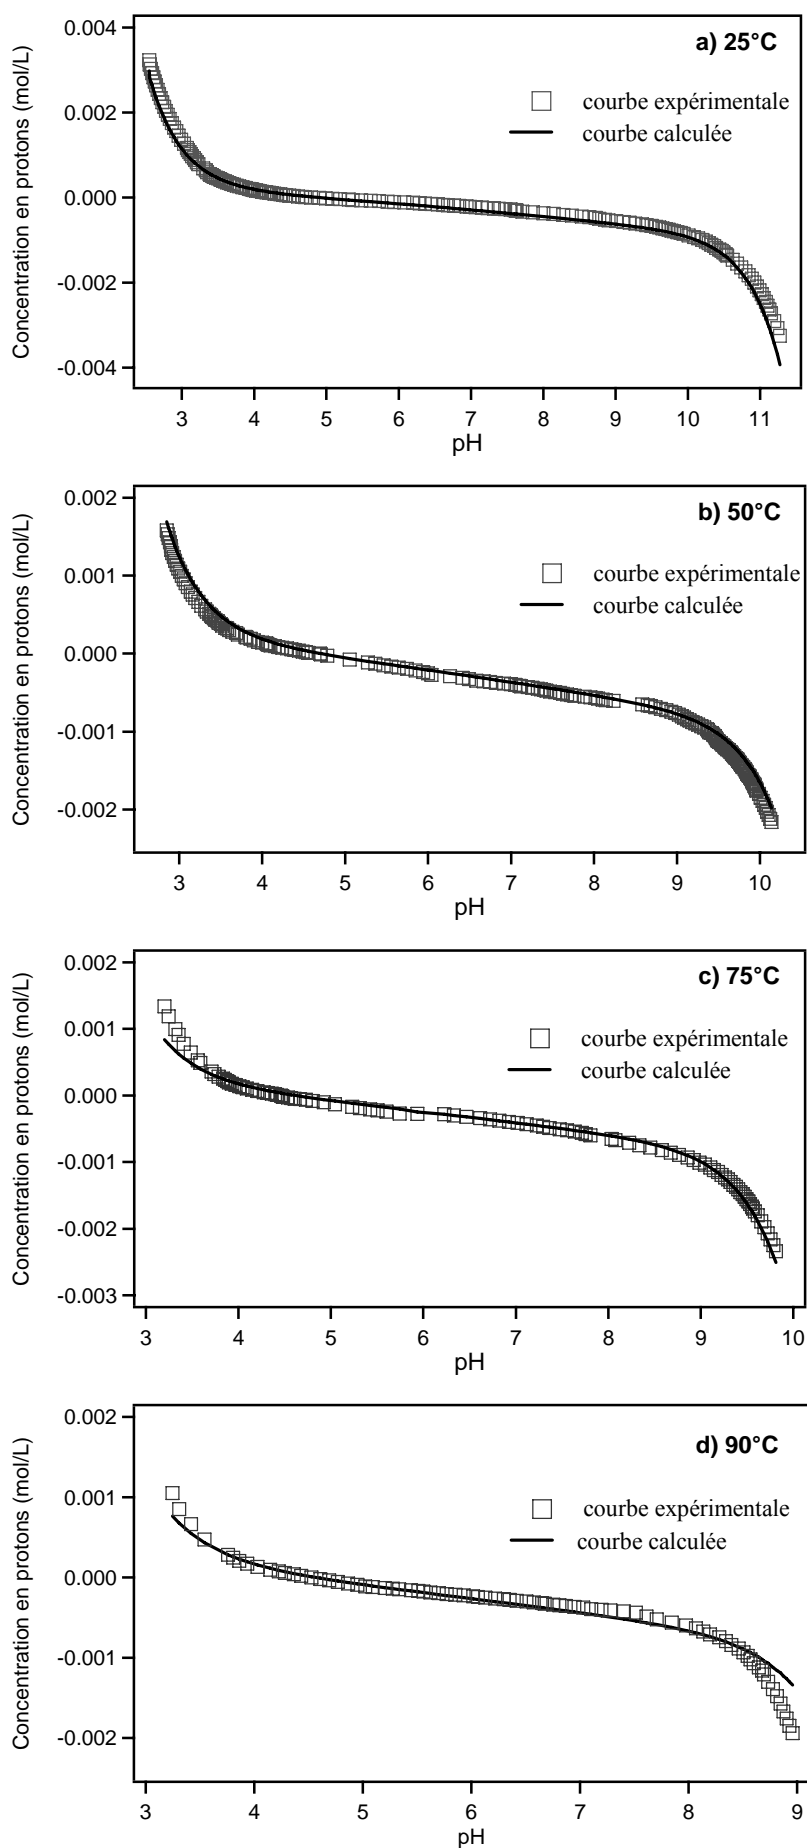 a) 25°C
courbe expérimentale
courbe calculée
Concentration en protons (mol/L)
0.004
0.002
0.000
-0.002
-0.004
3 4 5 6 7 8 9 10 11
pH
b) 50°C
courbe expérimentale
courbe calculée
Concentration en protons (mol/L)
0.002
0.001
0.000
-0.001
-0.002
3 4 5 6 7 8 9 10
pH
c) 75°C
courbe expérimentale
courbe calculée
Concentration en protons (mol/L)
0.002
0.001
0.000
-0.001
-0.002
-0.003
3 4 5 6 7 8 9 10
pH
d) 90°C
courbe expérimentale
courbe calculée
Concentration en protons (mol/L)
0.002
0.001
0.000
-0.001
-0.002
3 4 5 6 7 8 9
pH